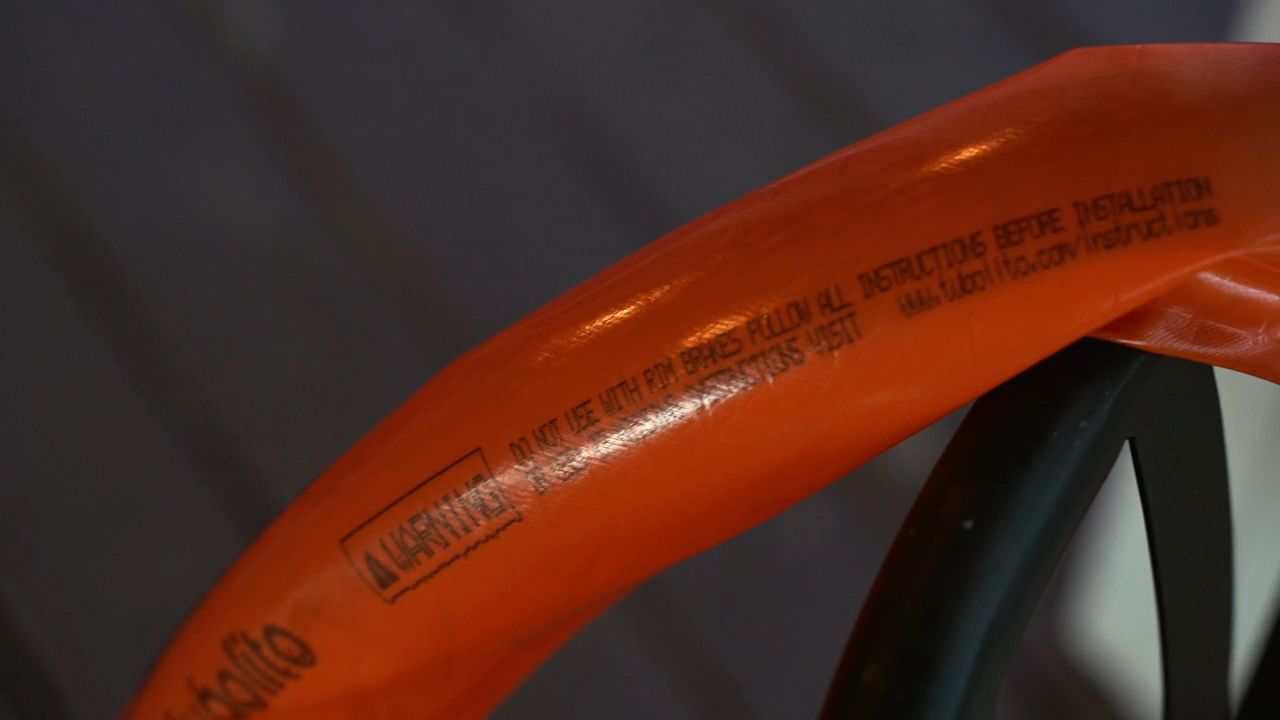 tubolito
WARNING
DO NOT USE WITH RIM BRAKES FOLLOW ALL INSTRUCTIONS BEFORE INSTALLATION
INSTRUCTIONS VISIT www.tubolito.com/instructions